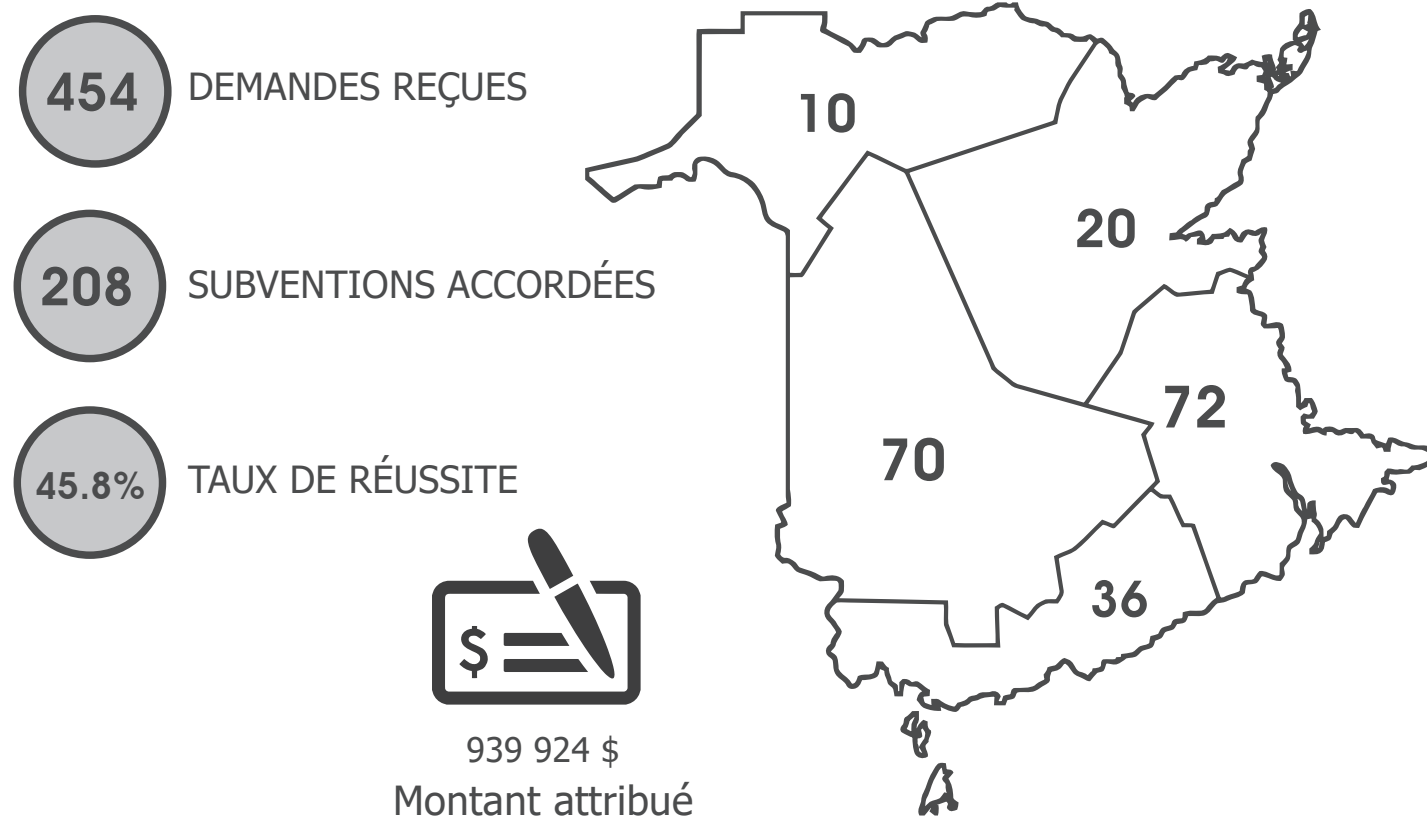 454 DEMANDES REÇUES
208 SUBVENTIONS ACCORDÉES
45.8% TAUX DE RÉUSSITE
$
939 924 $
Montant attribué
10
20
72
70
36